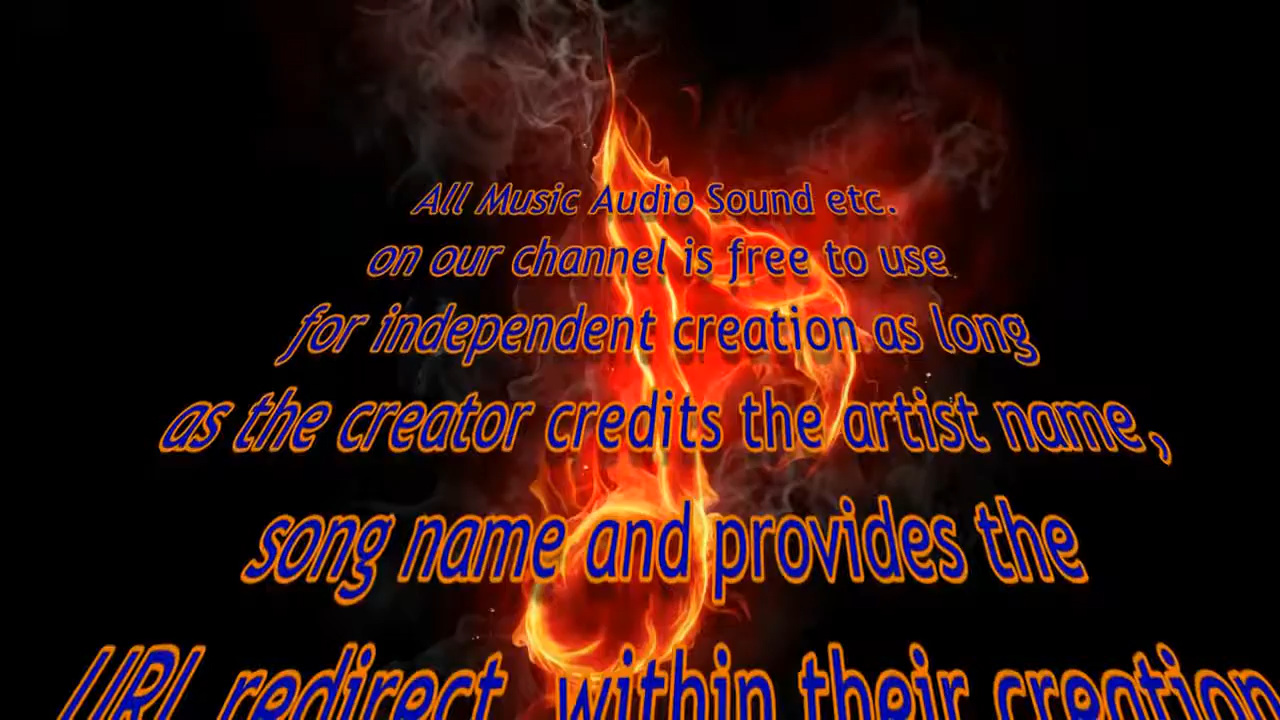 All Music Audio Sound etc.
on our channel is free to use
for independent creation as long
as the creator credits the artist name,
song name and provides the
URL redirect, within their creation